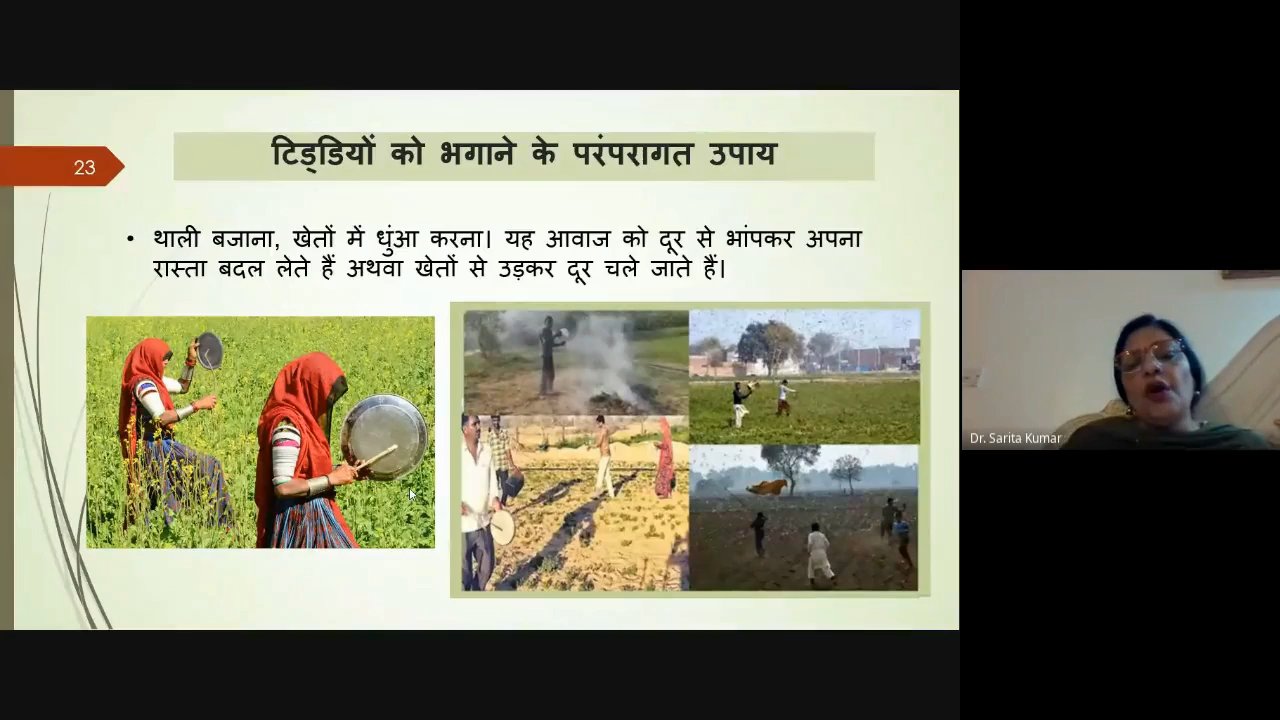 23
टिड्डियों को भगाने के परंपरागत उपाय
• थाली बजाना, खेतों में धुंआ करना। यह आवाज को दूर से भांपकर अपना
रास्ता बदल लेते हैं अथवा खेतों से उड़कर दूर चले जाते हैं।
Dr. Sarita Kumar